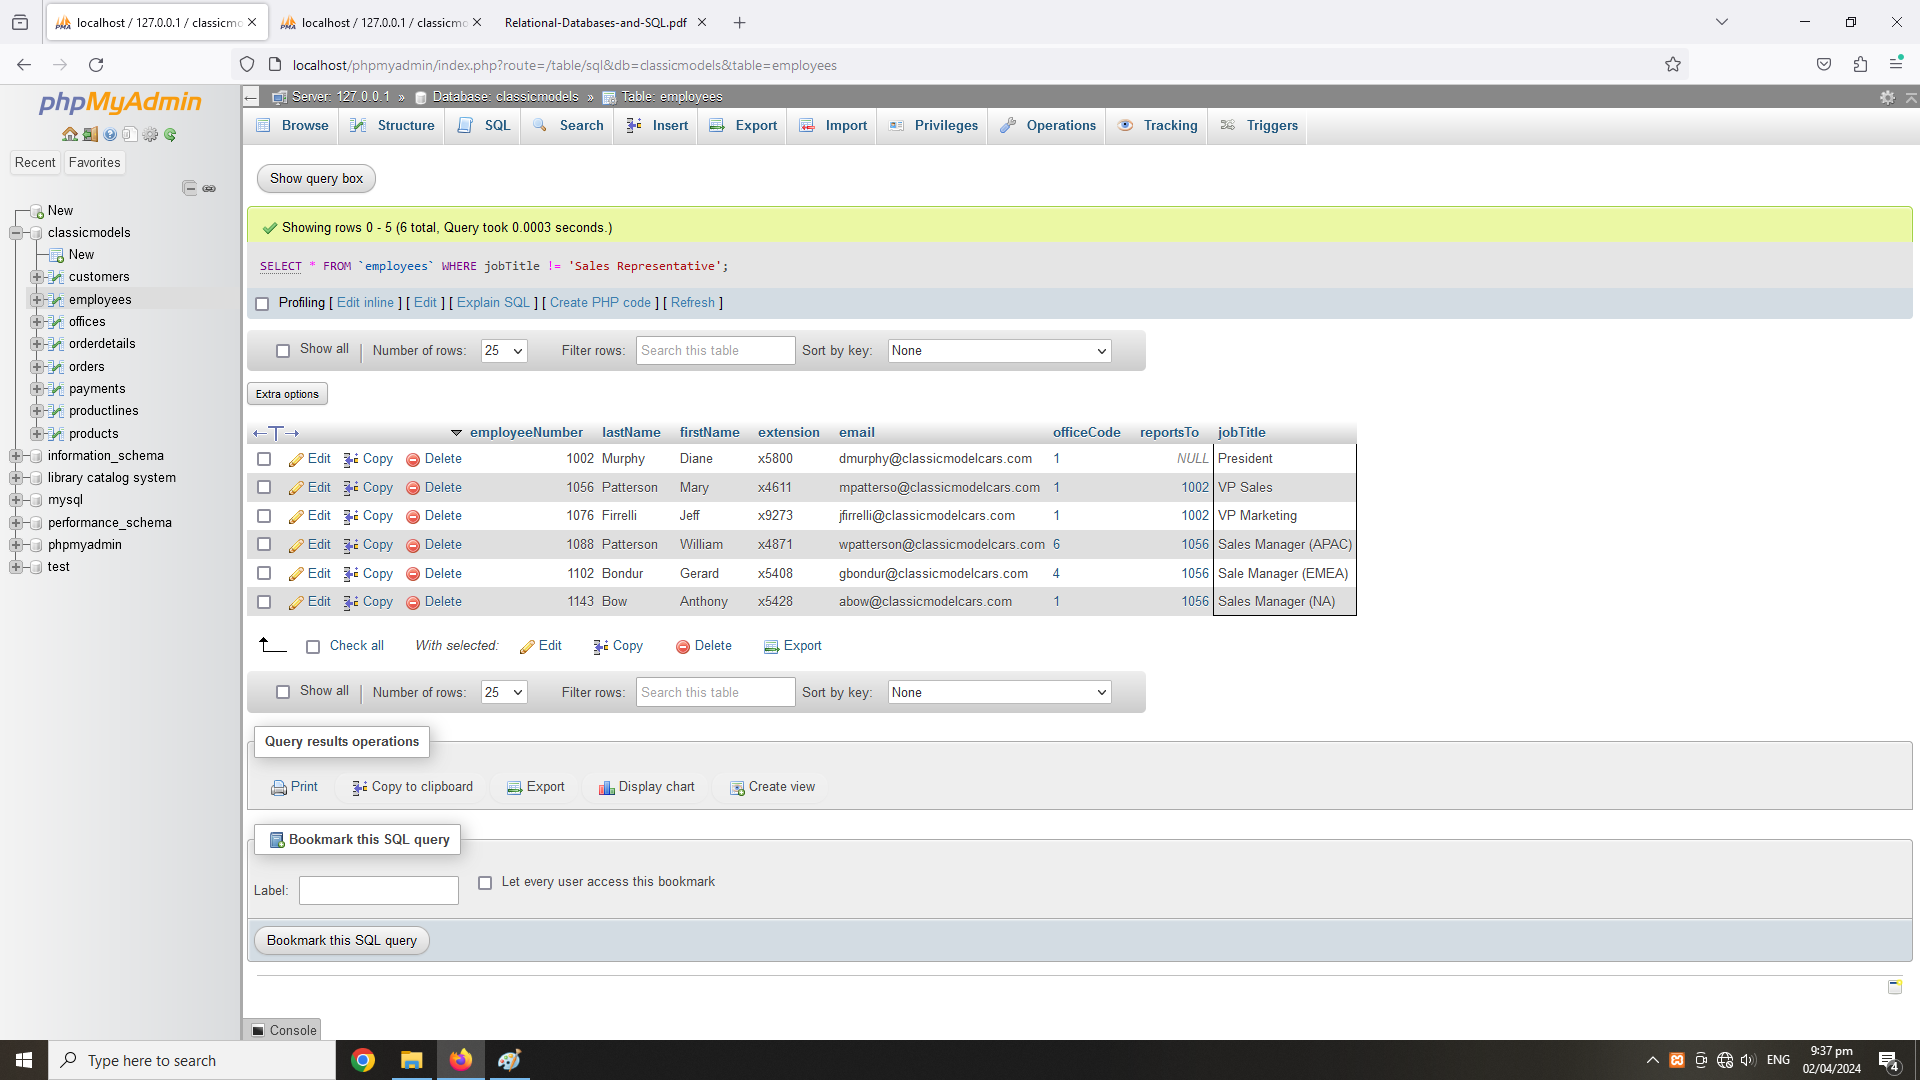 localhost / 127.0.0.1 / classicmo
localhost / 127.0.0.1 / classicmo
Relational-Databases-and-SQL.pdf
localhost/phpmyadmin/index.php?route=/table/sql&db=classicmodels&table=employees
phpMyAdmin
Recent Favorites
New
classicmodels
New
customers
employees
offices
orderdetails
orders
payments
productlines
products
information_schema
library catalog system
mysql
performance_schema
phpmyadmin
test
Server: 127.0.0.1 » Database: classicmodels » Table: employees
Browse Structure SQL Search Insert Export Import Privileges Operations Tracking Triggers
Show query box
Showing rows 0 - 5 (6 total, Query took 0.0003 seconds.)
SELECT * FROM `employees` WHERE jobTitle != 'Sales Representative';
Profiling [ Edit inline ] [ Edit ] [ Explain SQL ] [ Create PHP code ] [ Refresh ]
Show all Number of rows: 25 Filter rows: Search this table Sort by key: None
Extra options
employeeNumber lastName firstName extension email officeCode reportsTo jobTitle
Edit Copy Delete 1002 Murphy Diane x5800 dmurphy@classicmodelcars.com 1 NULL President
Edit Copy Delete 1056 Patterson Mary x4611 mpatterso@classicmodelcars.com 1 1002 VP Sales
Edit Copy Delete 1076 Firrelli Jeff x9273 jfirrelli@classicmodelcars.com 1 1002 VP Marketing
Edit Copy Delete 1088 Patterson William x4871 wpatterson@classicmodelcars.com 6 1056 Sales Manager (APAC)
Edit Copy Delete 1102 Bondur Gerard x5408 gbondur@classicmodelcars.com 4 1056 Sale Manager (EMEA)
Edit Copy Delete 1143 Bow Anthony x5428 abow@classicmodelcars.com 1 1056 Sales Manager (NA)
Check all With selected: Edit Copy Delete Export
Show all Number of rows: 25 Filter rows: Search this table Sort by key: None
Query results operations
Print Copy to clipboard Export Display chart Create view
Bookmark this SQL query
Label: Let every user access this bookmark
Bookmark this SQL query
Console
Type here to search
ENG
9:37 pm
02/04/2024
4